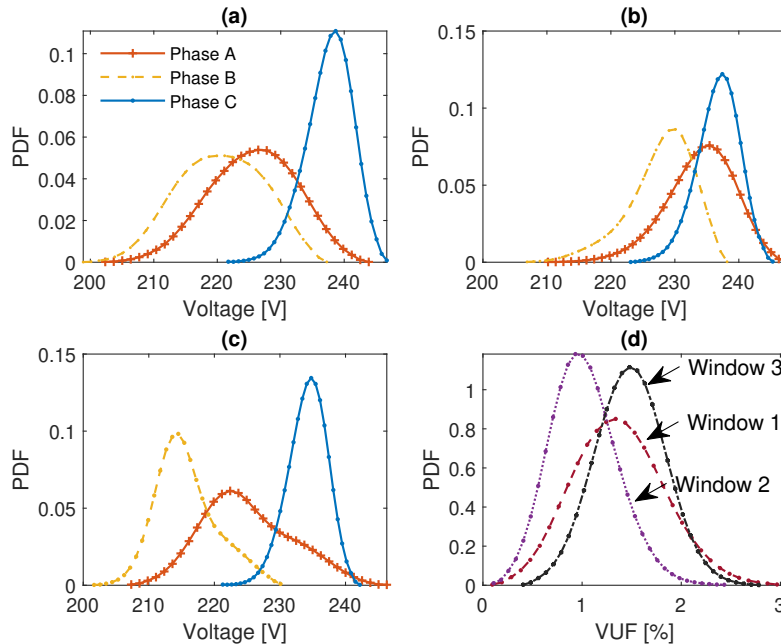 (a)
PDF
0.1
0.08
0.06
0.04
0.02
0
Phase A
Phase B
Phase C
200 210 220 230 240
Voltage [V]
(b)
PDF
0.15
0.1
0.05
0
200 210 220 230 240
Voltage [V]
(c)
PDF
0.15
0.1
0.05
0
200 210 220 230 240
Voltage [V]
(d)
PDF
1
0.8
0.6
0.4
0.2
0
Window 3
Window 1
Window 2
0 1 2 3
VUF [%]